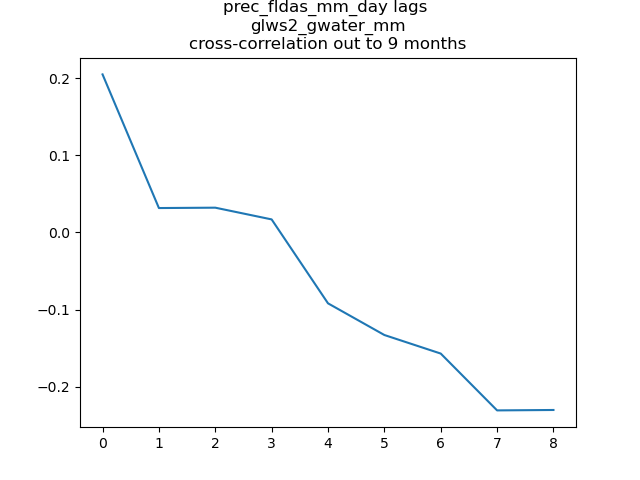 prec_fldas_mm_day lags
glws2_gwater_mm
cross-correlation out to 9 months
0.2
0.1
0.0
−0.1
−0.2
0 1 2 3 4 5 6 7 8